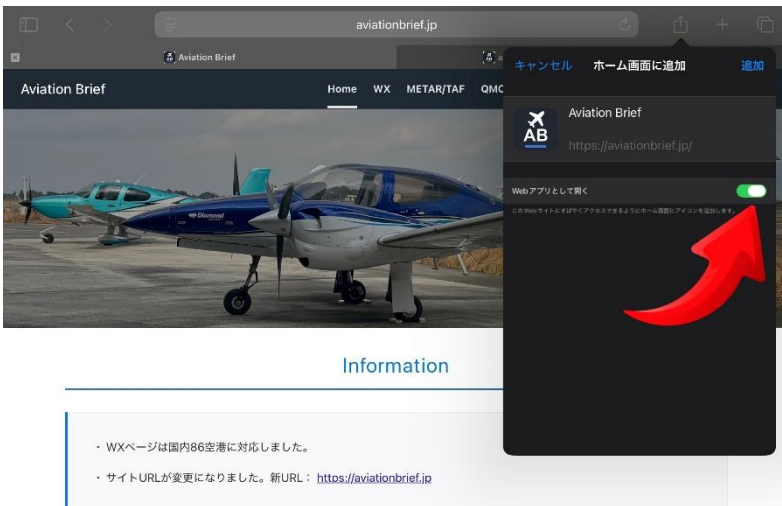 aviationbrief.jp
Aviation Brief
Aviation Brief
Home WX METAR/TAF
キャンセル ホーム画面に追加 追加
AB
Aviation Brief
https://aviationbrief.jp/
Webアプリとして開く
このWebサイトにすばやくアクセスできるようにホーム画面にアイコンを追加します。
Diamond
Information
・ WXページは国内86空港に対応しました。
・ サイトURLが変更になりました。新URL： https://aviationbrief.jp